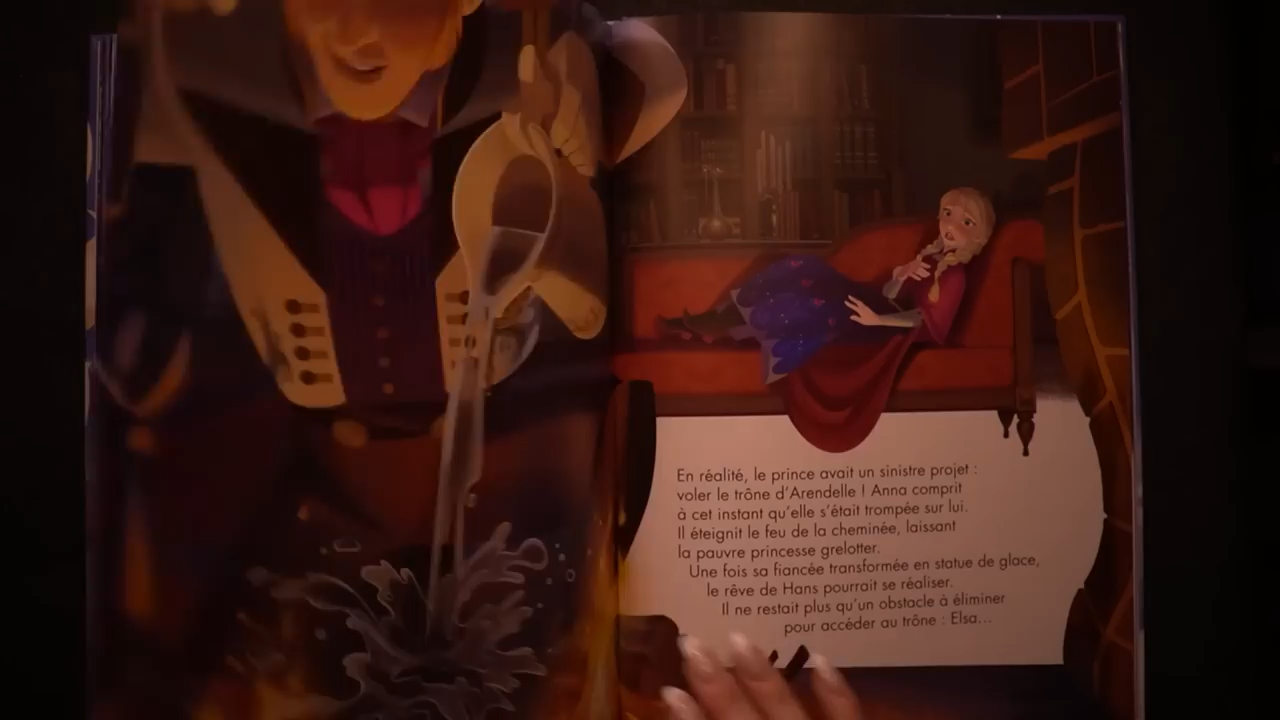 En réalité, le prince avait un sinistre projet :
voler le trône d'Arendelle ! Anna comprit
à cet instant qu'elle s'était trompée sur lui.
Il éteignit le feu de la cheminée, laissant
la pauvre princesse grelotter.
Une fois sa fiancée transformée en statue de glace,
le rêve de Hans pourrait se réaliser.
Il ne restait plus qu'un obstacle à éliminer
pour accéder au trône : Elsa...